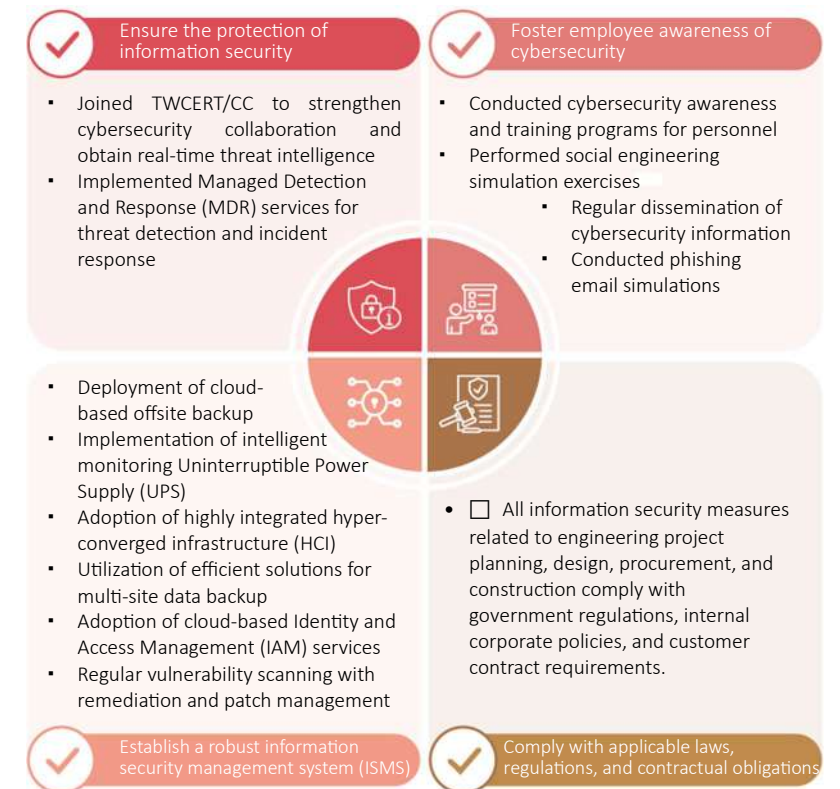 Ensure the protection of
information security
▪ Joined TWCERT/CC to strengthen
cybersecurity collaboration and
obtain real-time threat intelligence
▪ Implemented Managed Detection
and Response (MDR) services for
threat detection and incident
response
Foster employee awareness of
cybersecurity
▪ Conducted cybersecurity awareness
and training programs for personnel
▪ Performed social engineering
simulation exercises
▪ Regular dissemination of
cybersecurity information
▪ Conducted phishing
email simulations
▪ Deployment of cloud-
based offsite backup
▪ Implementation of intelligent
monitoring Uninterruptible Power
Supply (UPS)
▪ Adoption of highly integrated hyper-
converged infrastructure (HCI)
▪ Utilization of efficient solutions for
multi-site data backup
▪ Adoption of cloud-based Identity and
Access Management (IAM) services
▪ Regular vulnerability scanning with
remediation and patch management
Establish a robust information
security management system (ISMS)
• ☐ All information security measures
related to engineering project
planning, design, procurement, and
construction comply with
government regulations, internal
corporate policies, and customer
contract requirements.
Comply with applicable laws,
regulations, and contractual obligations